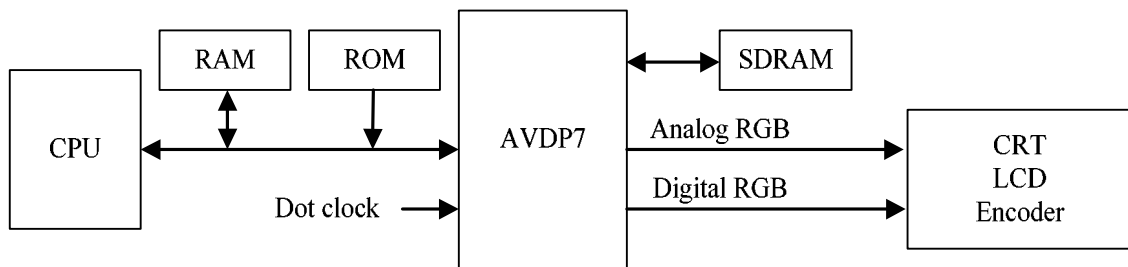 RAM
ROM
SDRAM
CPU
AVDP7
Analog RGB
Digital RGB
Dot clock
CRT
LCD
Encoder